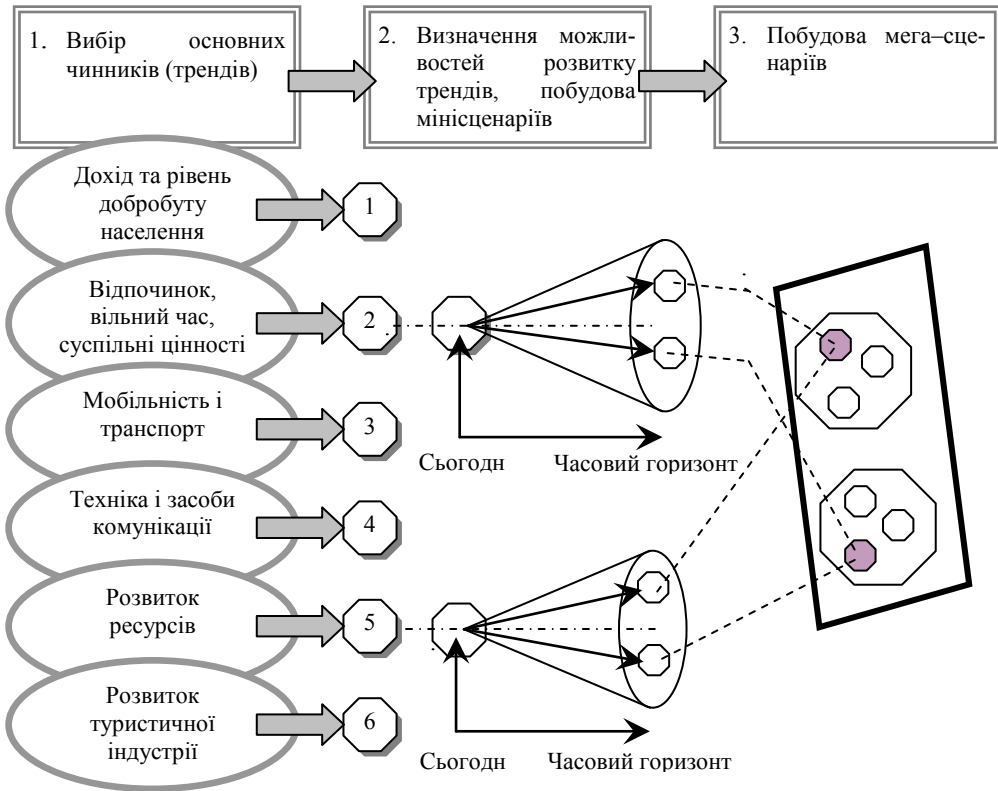 1. Вибір основних
чинників (трендів)
2. Визначення можли-
востей розвитку
трендів, побудова
мінісценаріїв
3. Побудова мега–сце-
наріїв
Дохід та рівень
добробуту
населення
1
Відпочинок,
вільний час,
суспільні цінності
2
Мобільність і
транспорт
3
Сьогодн Часовий горизонт
Техніка і засоби
комунікації
4
Розвиток
ресурсів
5
Розвиток
туристичної
індустрії
6
Сьогодн Часовий горизонт